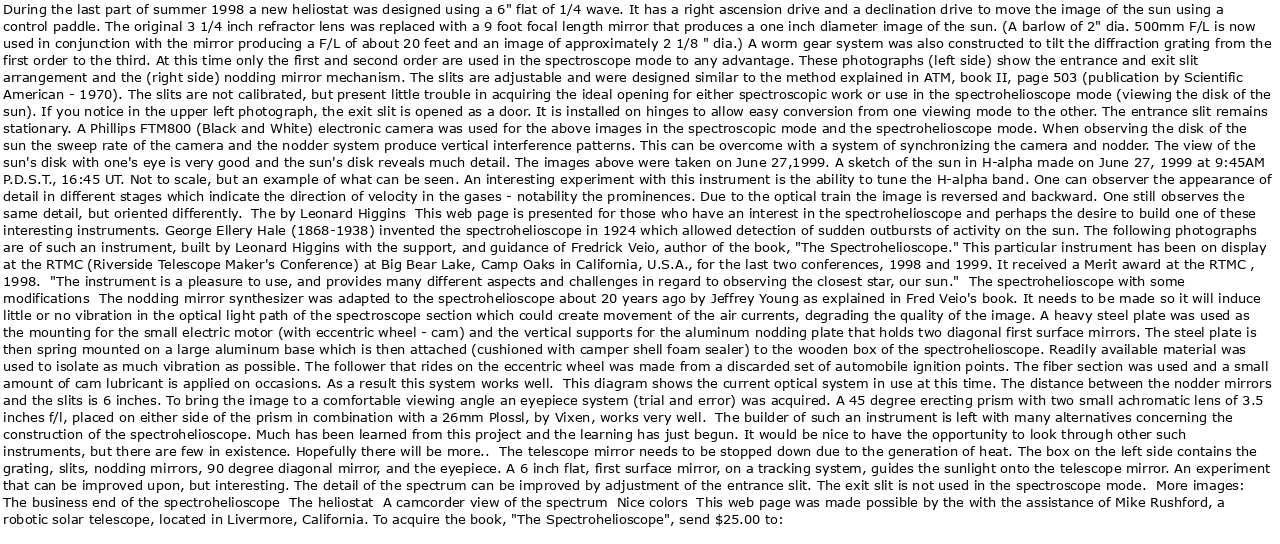 During the last part of summer 1998 a new heliostat was designed using a 6" flat of 1/4 wave. It has a right ascension drive and a declination drive to move the image of the sun using a
control paddle. The original 3 1/4 inch refractor lens was replaced with a 9 foot focal length mirror that produces a one inch diameter image of the sun. (A barlow of 2" dia. 500mm F/L is now
used in conjunction with the mirror producing a F/L of about 20 feet and an image of approximately 2 1/8 " dia.) A worm gear system was also constructed to tilt the diffraction grating from the
first order to the third. At this time only the first and second order are used in the spectroscope mode to any advantage. These photographs (left side) show the entrance and exit slit
arrangement and the (right side) nodding mirror mechanism. The slits are adjustable and were designed similar to the method explained in ATM, book II, page 503 (publication by Scientific
American - 1970). The slits are not calibrated, but present little trouble in acquiring the ideal opening for either spectroscopic work or use in the spectrohelioscope mode (viewing the disk of the
sun). If you notice in the upper left photograph, the exit slit is opened as a door. It is installed on hinges to allow easy conversion from one viewing mode to the other. The entrance slit remains
stationary. A Phillips FTM800 (Black and White) electronic camera was used for the above images in the spectroscopic mode and the spectrohelioscope mode. When observing the disk of the
sun the sweep rate of the camera and the nodder system produce vertical interference patterns. This can be overcome with a system of synchronizing the camera and nodder. The view of the
sun's disk with one's eye is very good and the sun's disk reveals much detail. The images above were taken on June 27,1999. A sketch of the sun in H-alpha made on June 27, 1999 at 9:45AM
P.D.S.T., 16:45 UT. Not to scale, but an example of what can be seen. An interesting experiment with this instrument is the ability to tune the H-alpha band. One can observe the appearance of
detail in different stages which indicate the direction of velocity in the gases - notability the prominences. Due to the optical train the image is reversed and backward. One still observes the
same detail, but oriented differently.  The by Leonard Higgins  This web page is presented for those who have an interest in the spectrohelioscope and perhaps the desire to build one of these
interesting instruments. George Ellery Hale (1868-1938) invented the spectrohelioscope in 1924 which allowed detection of sudden outbursts of activity on the sun. The following photographs
are of such an instrument, built by Leonard Higgins with the support, and guidance of Fredrick Veio, author of the book, "The Spectrohelioscope." This particular instrument has been on display
at the RTMC (Riverside Telescope Maker's Conference) at Big Bear Lake, Camp Oaks in California, U.S.A., for the last two conferences, 1998 and 1999. It received a Merit award at the RTMC ,
1998.  "The instrument is a pleasure to use, and provides many different aspects and challenges in regard to observing the closest star, our sun."  The spectrohelioscope with some
modifications  The nodding mirror synthesizer was adapted to the spectrohelioscope about 20 years ago by Jeffrey Young as explained in Fred Veio's book. It needs to be made so it will induce
little or no vibration in the optical light path of the spectroscope section which could create movement of the air currents, degrading the quality of the image. A heavy steel plate was used as
the mounting for the small electric motor (with eccentric wheel - cam) and the vertical supports for the aluminum nodding plate that holds two diagonal first surface mirrors. The steel plate is
then spring mounted on a large aluminum base which is then attached (cushioned with camper shell foam sealer) to the wooden box of the spectrohelioscope. Readily available material was
used to isolate as much vibration as possible. The follower that rides on the eccentric wheel was made from a discarded set of automobile ignition points. The fiber section was used and a small
amount of cam lubricant is applied on occasions. As a result this system works well.  This diagram shows the current optical system in use at this time. The distance between the nodder mirrors
and the slits is 6 inches. To bring the image to a comfortable viewing angle an eyepiece system (trial and error) was acquired. A 45 degree erecting prism with two small achromatic lens of 3.5
inches f/l, placed on either side of the prism in combination with a 26mm Plossl, by Vixen, works very well.  The builder of such an instrument is left with many alternatives concerning the
construction of the spectrohelioscope. Much has been learned from this project and the learning has just begun. It would be nice to have the opportunity to look through other such
instruments, but there are few in existence. Hopefully there will be more..  The telescope mirror needs to be stopped down due to the generation of heat. The box on the left side contains the
grating, slits, nodding mirrors, 90 degree diagonal mirror, and the eyepiece. A 6 inch flat, first surface mirror, on a tracking system, guides the sunlight onto the telescope mirror. An experiment
that can be improved upon, but interesting. The detail of the spectrum can be improved by adjustment of the entrance slit. The exit slit is not used in the spectroscope mode.  More images:
The business end of the spectrohelioscope  The heliostat  A camcorder view of the spectrum  Nice colors  This web page was made possible by the with the assistance of Mike Rushford, a
robotic solar telescope, located in Livermore, California. To acquire the book, "The Spectrohelioscope", send $25.00 to: